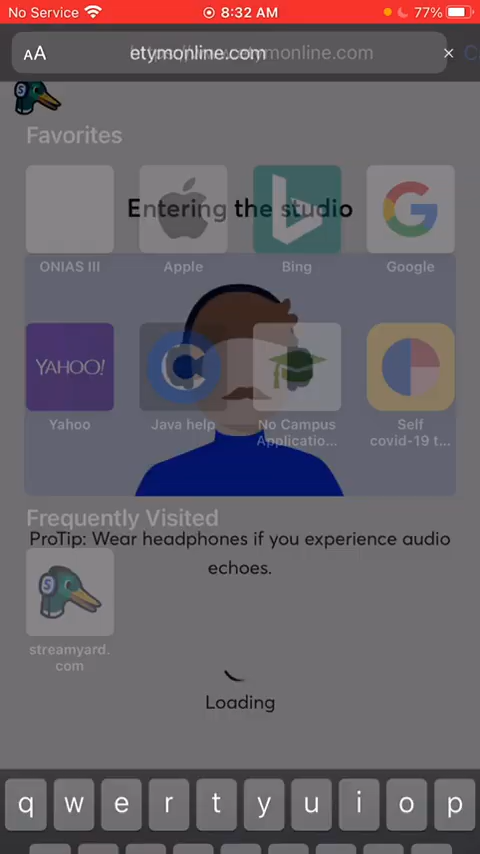 No Service 8:32 AM 77%
AA etymonline.com https://www.etymonline.com ×
Favorites
Entering the studio
ONIAS III Apple Bing Google
YAHOO!
Yahoo Java help No Campus Applicatio... Self covid-19 t...
Frequently Visited
ProTip: Wear headphones if you experience audio
echoes.
S
streamyard.
com
Loading
q w e r t y u i o p